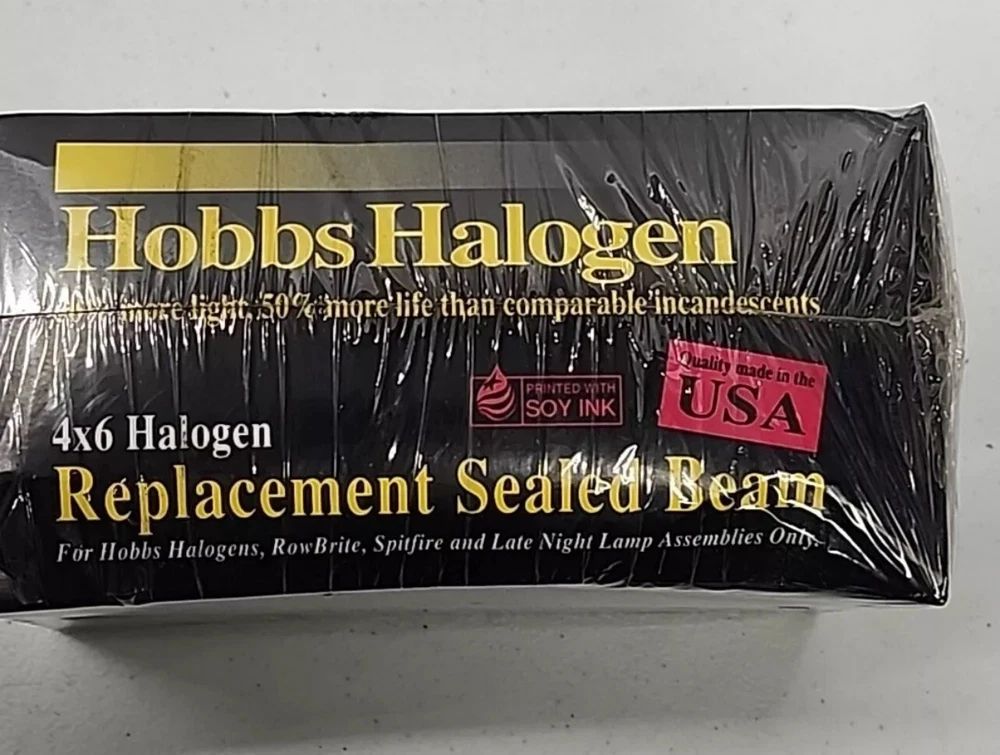 Hobbs Halogen
more light, 50% more life than comparable incandescents
PRINTED WITH
SOY INK
Quality made in the
USA
4x6 Halogen
Replacement Sealed Beam
For Hobbs Halogens, RowBrite, Spitfire and Late Night Lamp Assemblies Only.